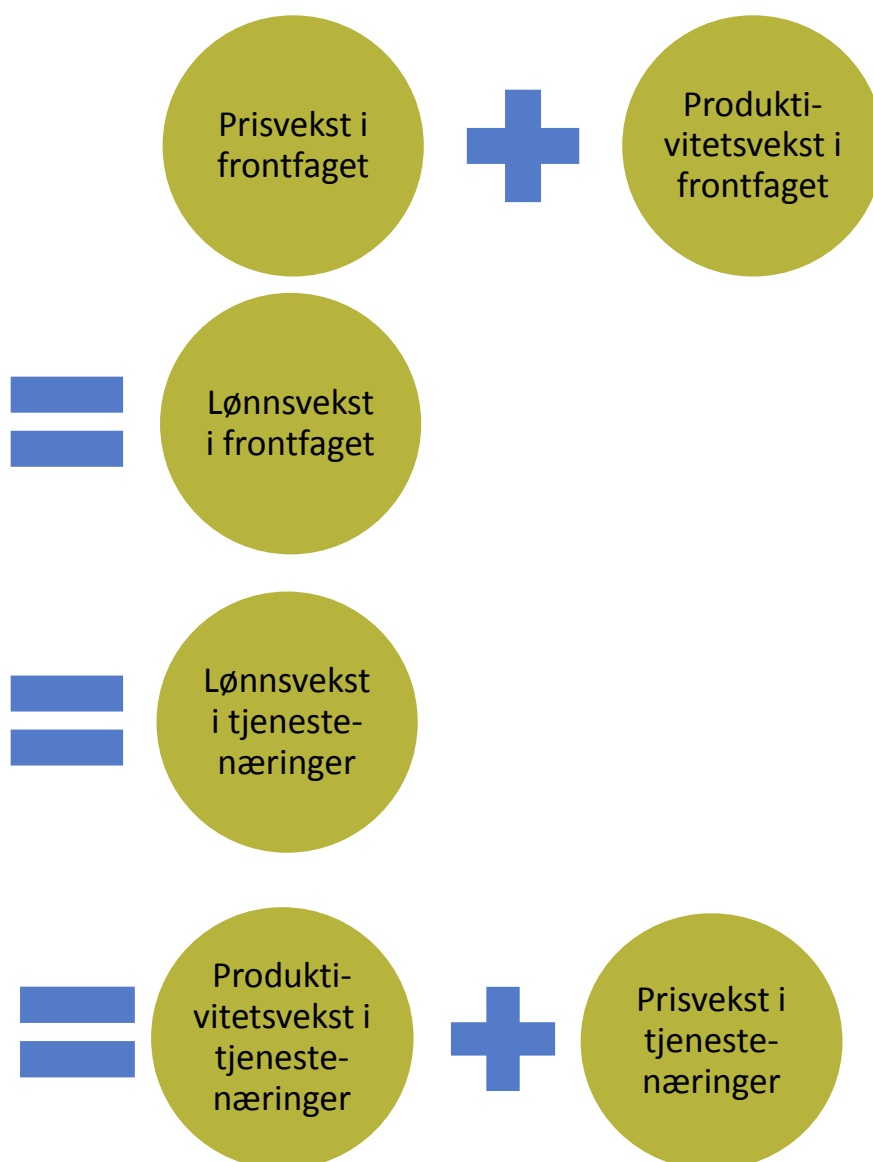 Prisvekst i
frontfaget
Produkti-
vitetsvekst i
frontfaget
Lønnsvekst
i frontfaget
Lønnsvekst
i tjeneste-
næringer
Produkti-
vitetsvekst i
tjeneste-
næringer
Prisvekst i
tjeneste-
næringer